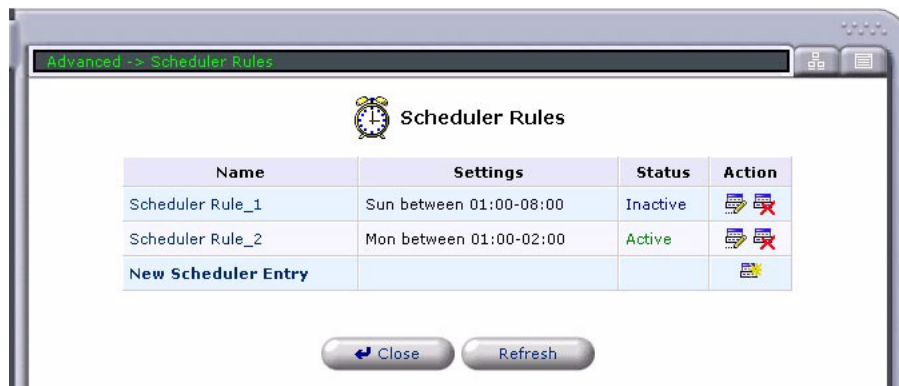 Advanced -> Scheduler Rules
Scheduler Rules
Name Settings Status Action
Scheduler Rule_1 Sun between 01:00-08:00 Inactive
Scheduler Rule_2 Mon between 01:00-02:00 Active
New Scheduler Entry
Close Refresh